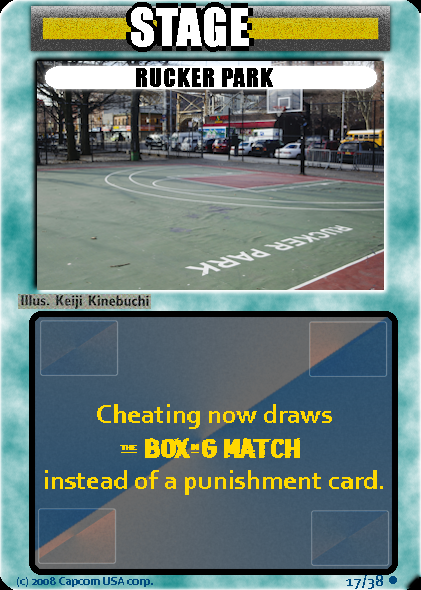 STAGE
RUCKER PARK
RUCKER PARK
Illus. Keiji Kinebuchi
Cheating now draws
THE BOX-6 MATCH
instead of a punishment card.
(c) 2008 Capcom USA corp.
17/38 ●